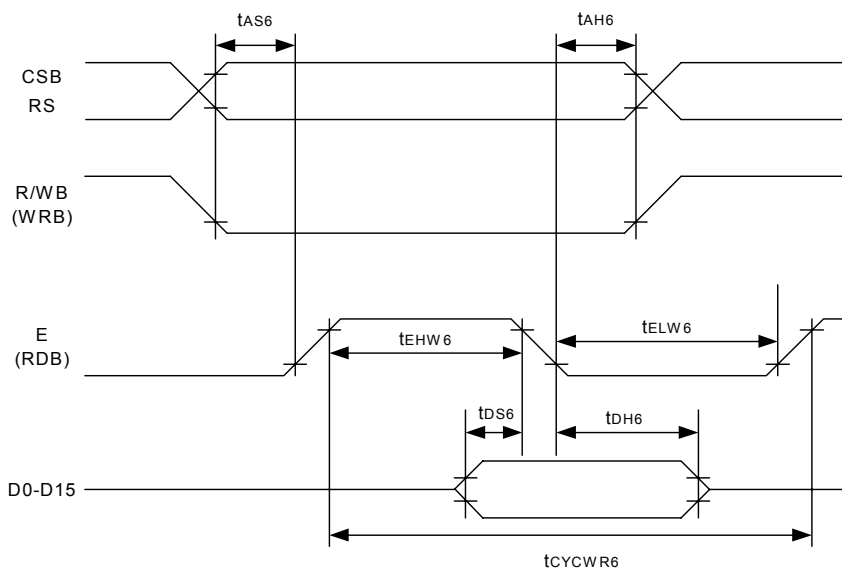 tAS6
tAH6
CSB
RS
R/WB
(WRB)
E
(RDB)
tEHW6
tELW6
tDS6
tDH6
D0-D15
tCYCWR6